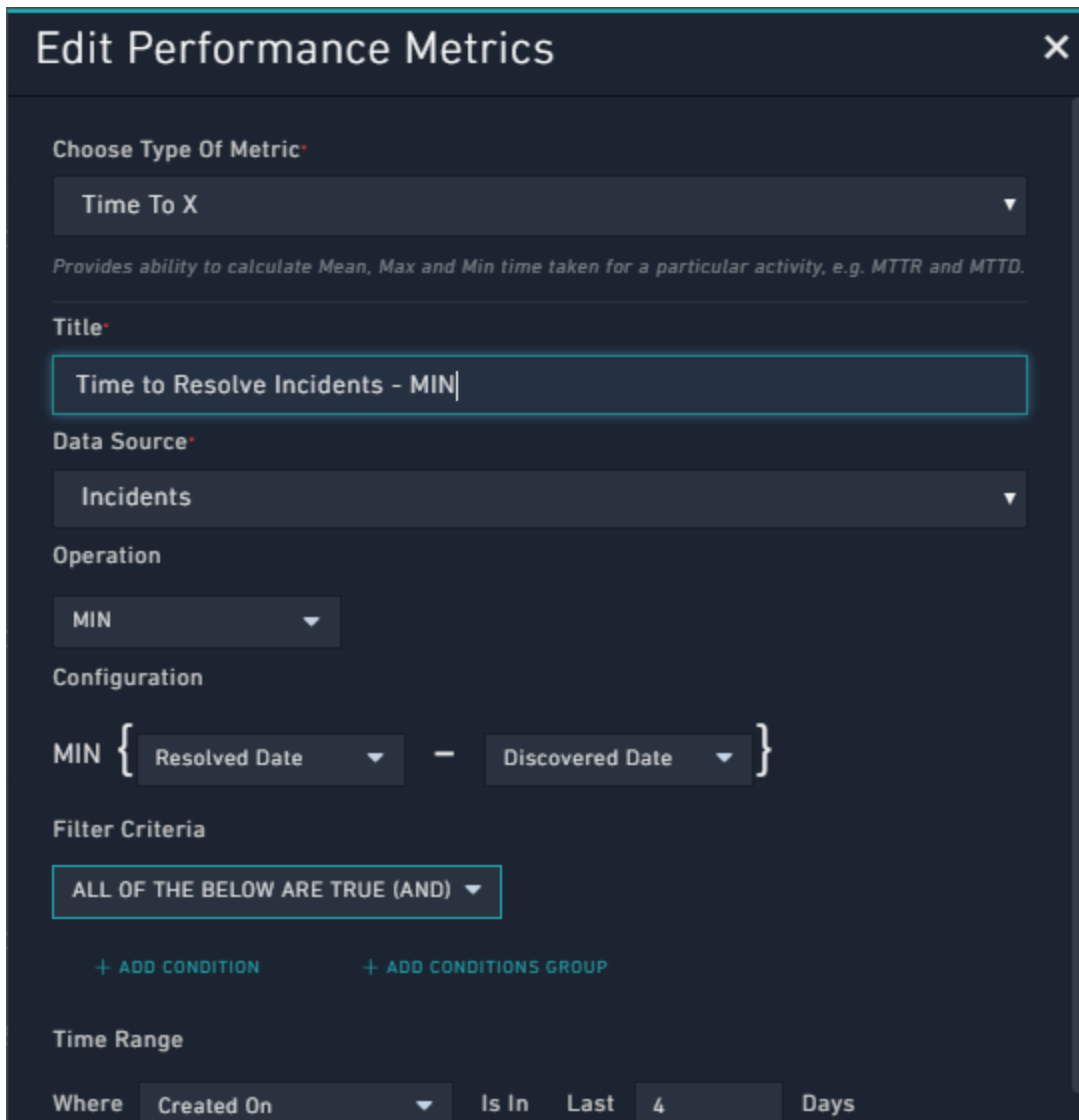 Edit Performance Metrics ×
Choose Type Of Metric*
Time To X
Provides ability to calculate Mean, Max and Min time taken for a particular activity, e.g. MTTR and MTTD.
Title*
Time to Resolve Incidents - MIN
Data Source*
Incidents
Operation
MIN
Configuration
MIN { Resolved Date – Discovered Date }
Filter Criteria
ALL OF THE BELOW ARE TRUE (AND)
+ ADD CONDITION + ADD CONDITIONS GROUP
Time Range
Where Created On Is In Last 4 Days